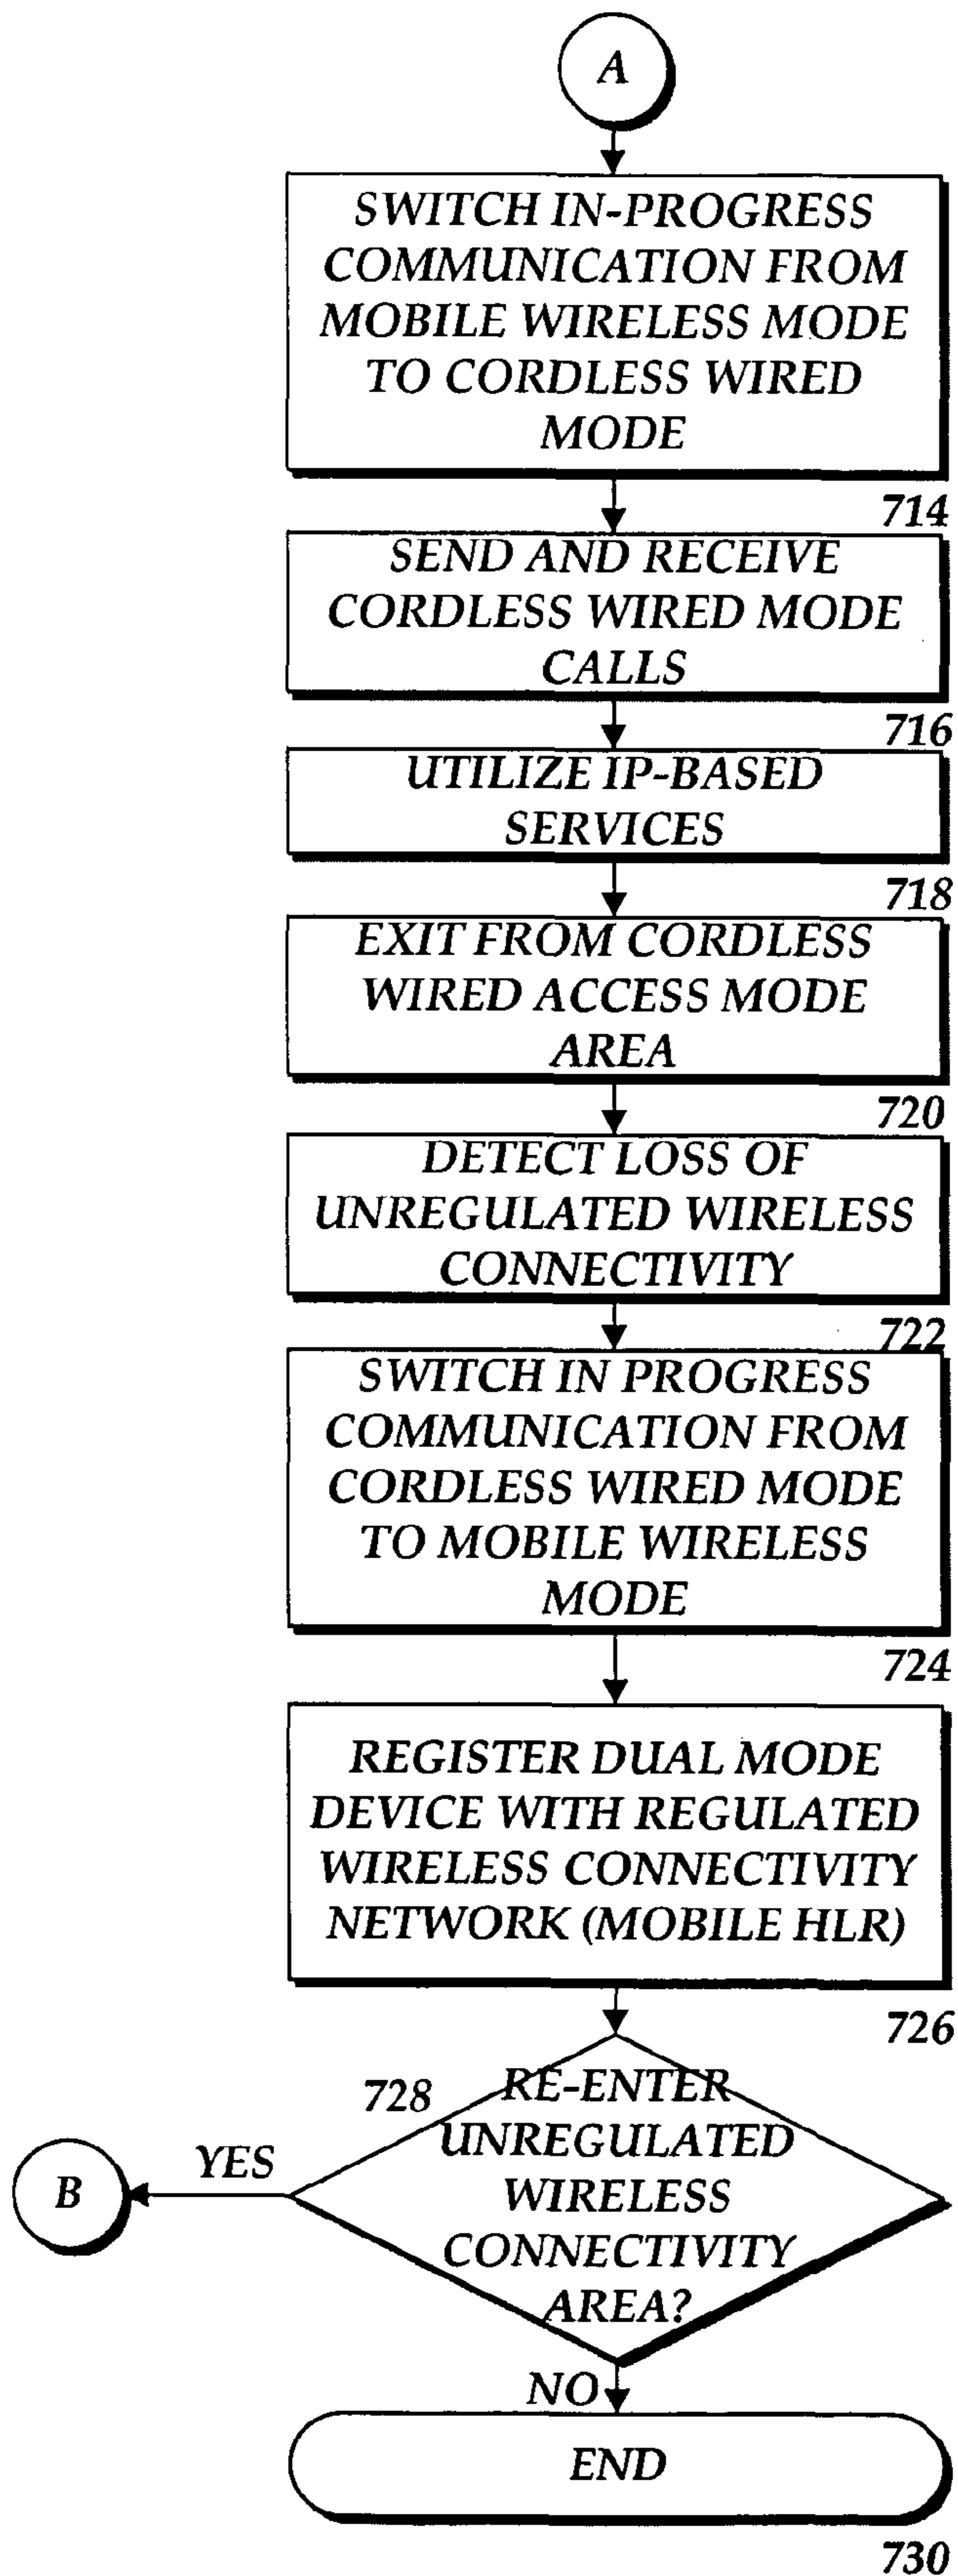 A
SWITCH IN-PROGRESS
COMMUNICATION FROM
MOBILE WIRELESS MODE
TO CORDLESS WIRED
MODE
714
SEND AND RECEIVE
CORDLESS WIRED MODE
CALLS
716
UTILIZE IP-BASED
SERVICES
718
EXIT FROM CORDLESS
WIRED ACCESS MODE
AREA
720
DETECT LOSS OF
UNREGULATED WIRELESS
CONNECTIVITY
722
SWITCH IN PROGRESS
COMMUNICATION FROM
CORDLESS WIRED MODE
TO MOBILE WIRELESS
MODE
724
REGISTER DUAL MODE
DEVICE WITH REGULATED
WIRELESS CONNECTIVITY
NETWORK (MOBILE HLR)
726
728
RE-ENTER
UNREGULATED
WIRELESS
CONNECTIVITY
AREA?
YES
B
NO
END
730